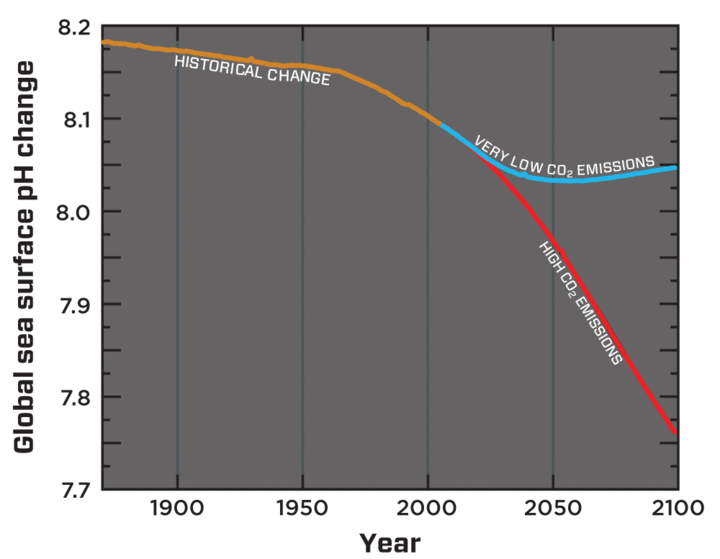 8.2
8.1
8.0
7.9
7.8
7.7
Global sea surface pH change
HISTORICAL CHANGE
VERY LOW CO₂ EMISSIONS
HIGH CO₂ EMISSIONS
1900 1950 2000 2050 2100
Year